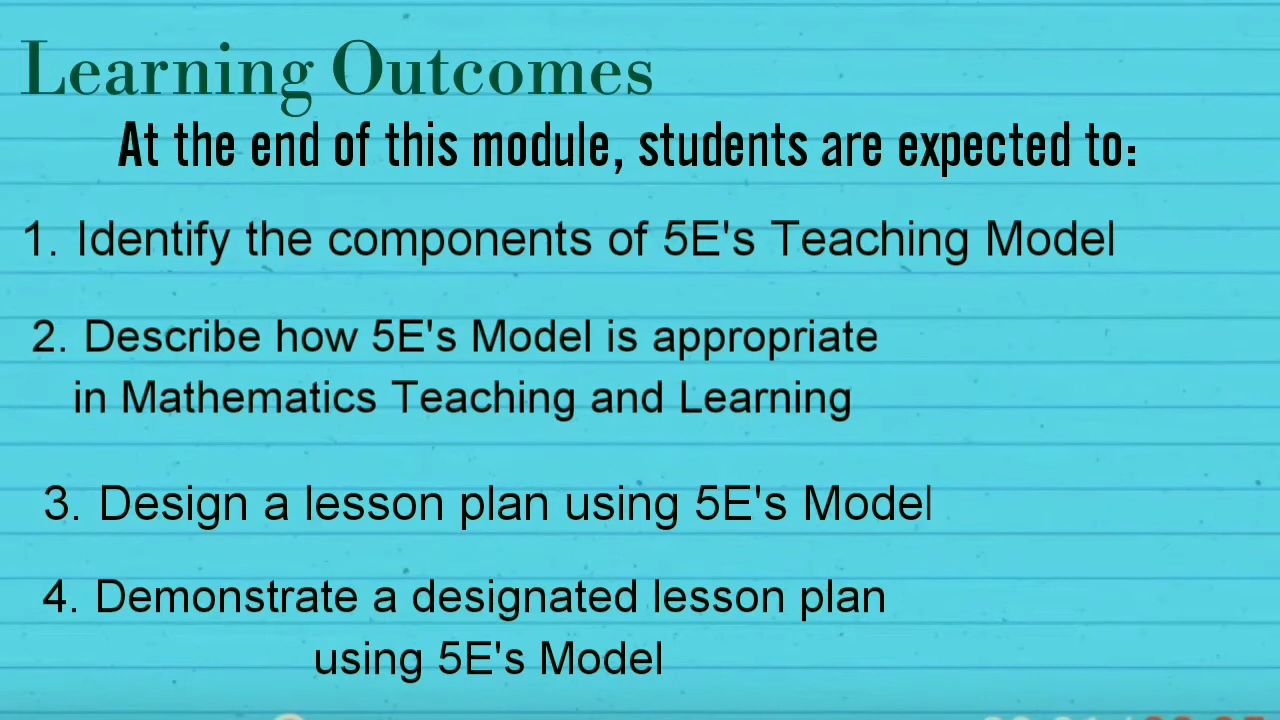 Learning Outcomes
At the end of this module, students are expected to:
1. Identify the components of 5E's Teaching Model
2. Describe how 5E's Model is appropriate
in Mathematics Teaching and Learning
3. Design a lesson plan using 5E's Model
4. Demonstrate a designated lesson plan
using 5E's Model